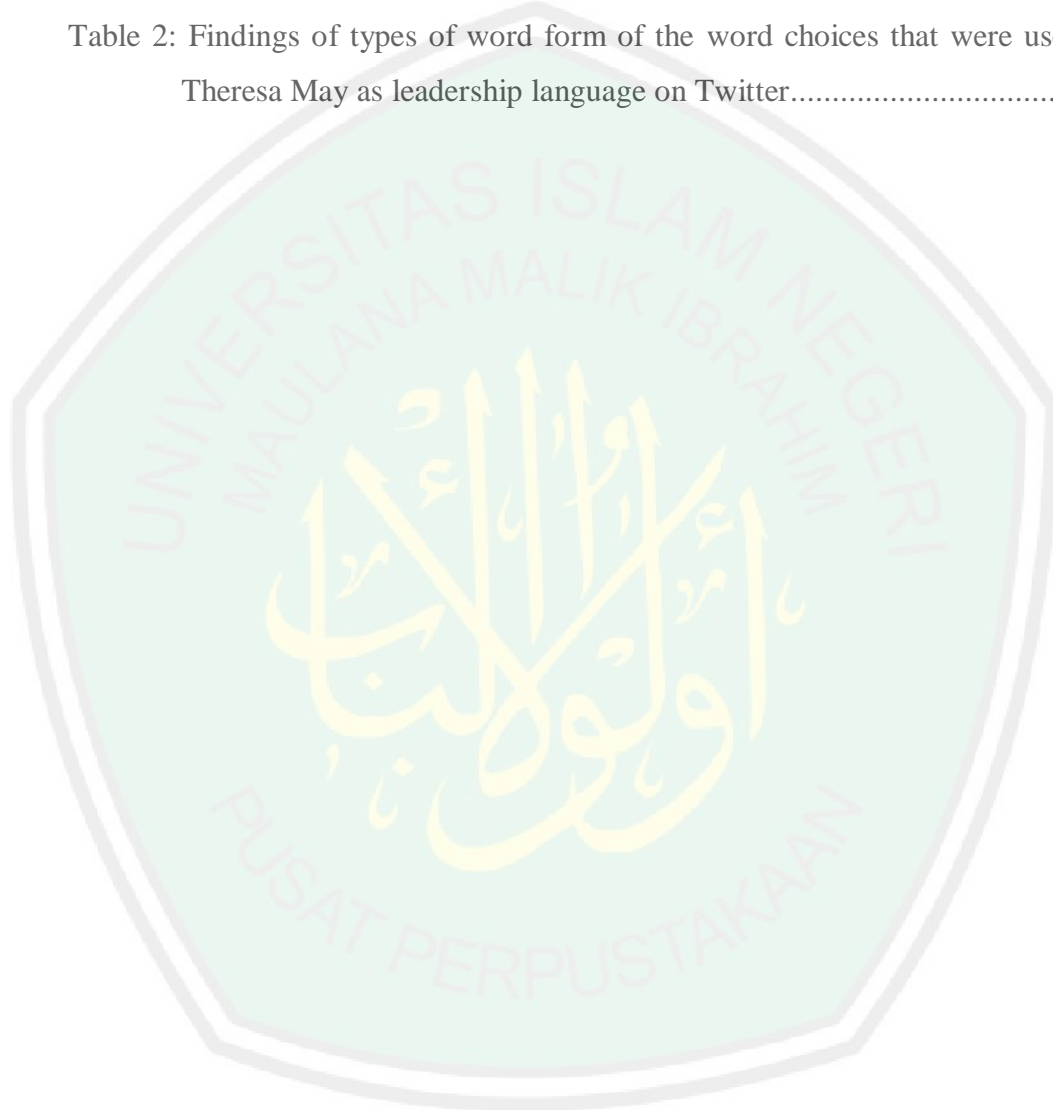 Table 2: Findings of types of word form of the word choices that were us
Theresa May as leadership language on Twitter................................
UNIVERSITAS ISLAM NEGERI
MAULANA MALIK IBRAHIM
أولوا الألباب
PUSAT PERPUSTAKAAN